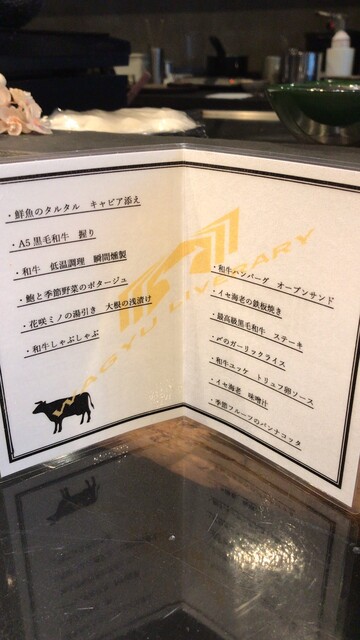 ・鮮魚のタルタル　キャビア添え
・A5黒毛和牛　握り
・和牛　低温調理　瞬間燻製
・鮑と季節野菜のポタージュ
・花咲ミノの湯引き　大根の浅漬け
・和牛しゃぶしゃぶ
・和牛ハンバーグ　オープンサンド
・イセ海老の鉄板焼き
・最高級黒毛和牛　ステーキ
・〆のガーリックライス
・和牛ユッケ　トリュフ卵ソース
・イセ海老　味噌汁
・季節フルーツのパンナコッタ
WAGYU LIVERARY